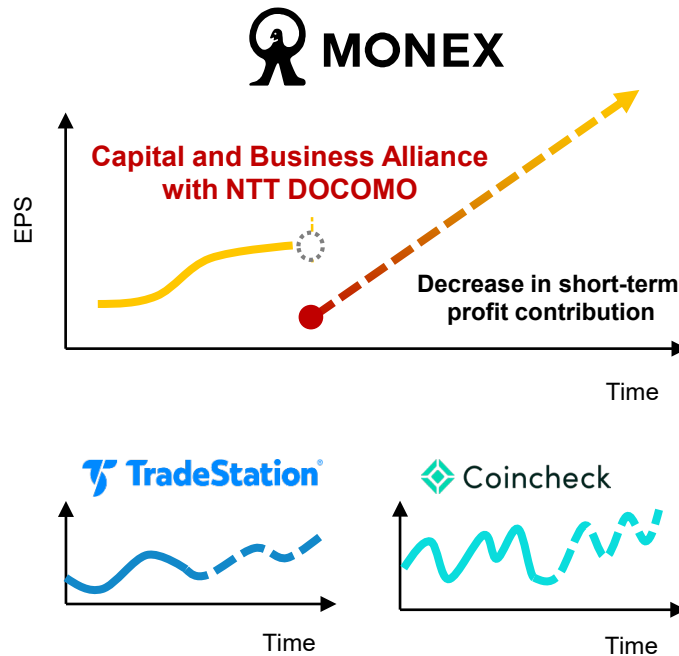 MONEX
Capital and Business Alliance
with NTT DOCOMO
EPS
Decrease in short-term
profit contribution
Time
TradeStation®
Coincheck
Time
Time